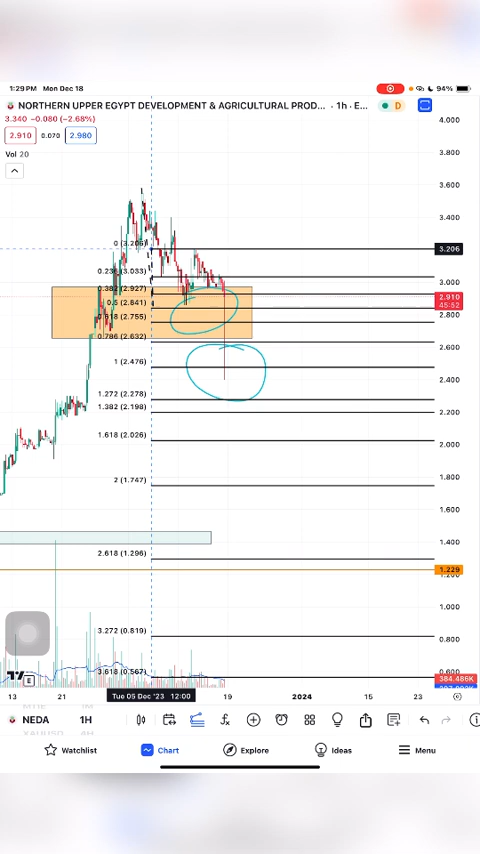 1:29 PM Mon Dec 18 94%
NORTHERN UPPER EGYPT DEVELOPMENT & AGRICULTURAL PROD... · 1h · E... D
3.340 −0.080 (−2.68%)
2.910 0.070 2.980
Vol 20
4.000
3.800
3.600
3.400
0 (3.206) 3.206
0.236 (3.033)
3.000
0.382 (2.927)
2.910
45:52
0.5 (2.841)
2.800
0.618 (2.755)
0.786 (2.632)
2.600
1 (2.476)
2.400
1.272 (2.278)
1.382 (2.198) 2.200
1.618 (2.026) 2.000
1.800
2 (1.747)
1.600
1.400
2.618 (1.296)
1.229
1.000
3.272 (0.819) 0.800
3.618 (0.567)
384.486K
E
13 21 Tue 05 Dec '23 12:00 19 2024 15 23
NEDA 1H
Watchlist Chart Explore Ideas Menu